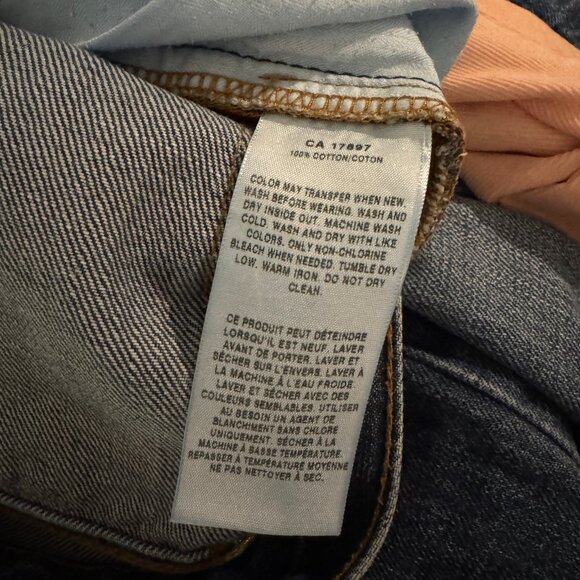 CA 17897
100% COTTON/COTON
COLOR MAY TRANSFER WHEN NEW.
WASH BEFORE WEARING. WASH AND
DRY INSIDE OUT. MACHINE WASH
COLD. WASH AND DRY WITH LIKE
COLORS. ONLY NON-CHLORINE
BLEACH WHEN NEEDED. TUMBLE DRY
LOW. WARM IRON. DO NOT DRY
CLEAN.
CE PRODUIT PEUT DÉTEINDRE
LORSQU'IL EST NEUF. LAVER
AVANT DE PORTER. LAVER ET
SÉCHER SUR L'ENVERS. LAVER À
LA MACHINE À L'EAU FROIDE.
LAVER ET SÉCHER AVEC DES
COULEURS SEMBLABLES. UTILISER
AU BESOIN UN AGENT DE
BLANCHIMENT SANS CHLORE
UNIQUEMENT. SÉCHER À LA
MACHINE À BASSE TEMPÉRATURE.
REPASSER À TEMPÉRATURE MOYENNE
NE PAS NETTOYER À SEC.